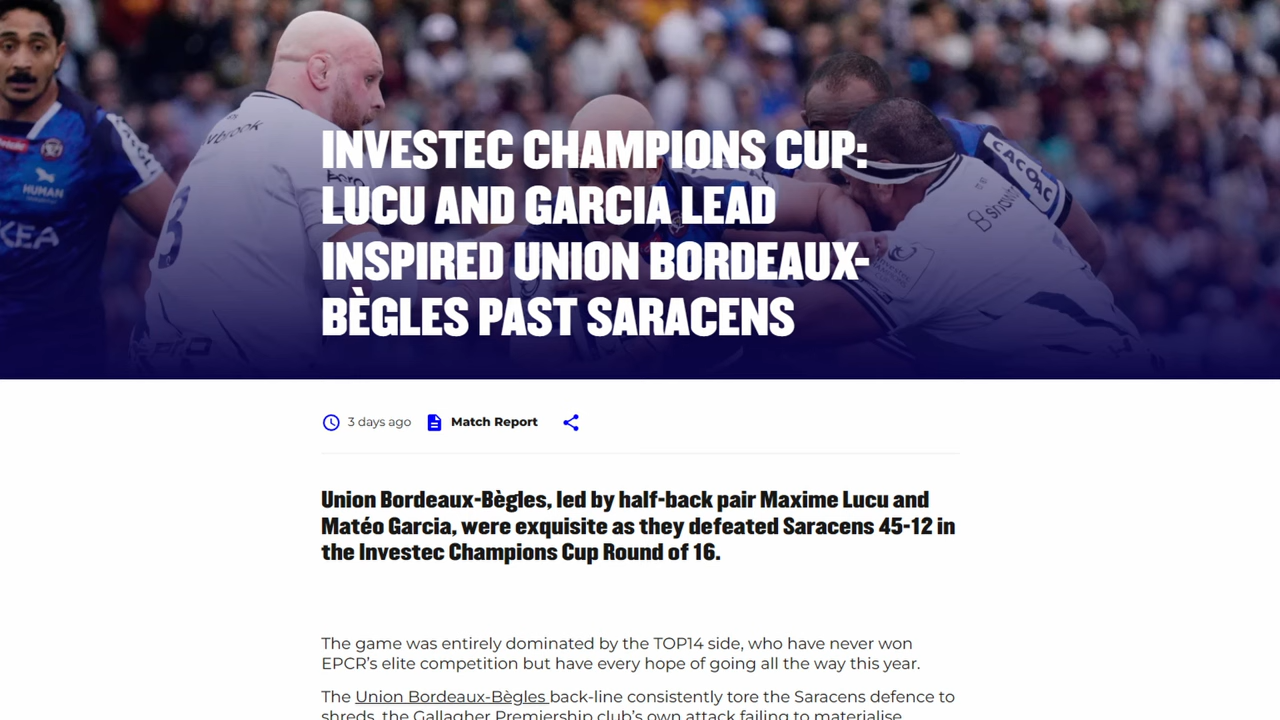 INVESTEC CHAMPIONS CUP:
LUCU AND GARCIA LEAD
INSPIRED UNION BORDEAUX-
BÈGLES PAST SARACENS
HUMAN
KEA
3
CACOLAC
3 days ago
Match Report
Union Bordeaux-Bègles, led by half-back pair Maxime Lucu and
Matéo Garcia, were exquisite as they defeated Saracens 45-12 in
the Investec Champions Cup Round of 16.
The game was entirely dominated by the TOP14 side, who have never won
EPCR’s elite competition but have every hope of going all the way this year.
The Union Bordeaux-Bègles back-line consistently tore the Saracens defence to
shreds, the Gallagher Premiership club’s own attack failing to materialise